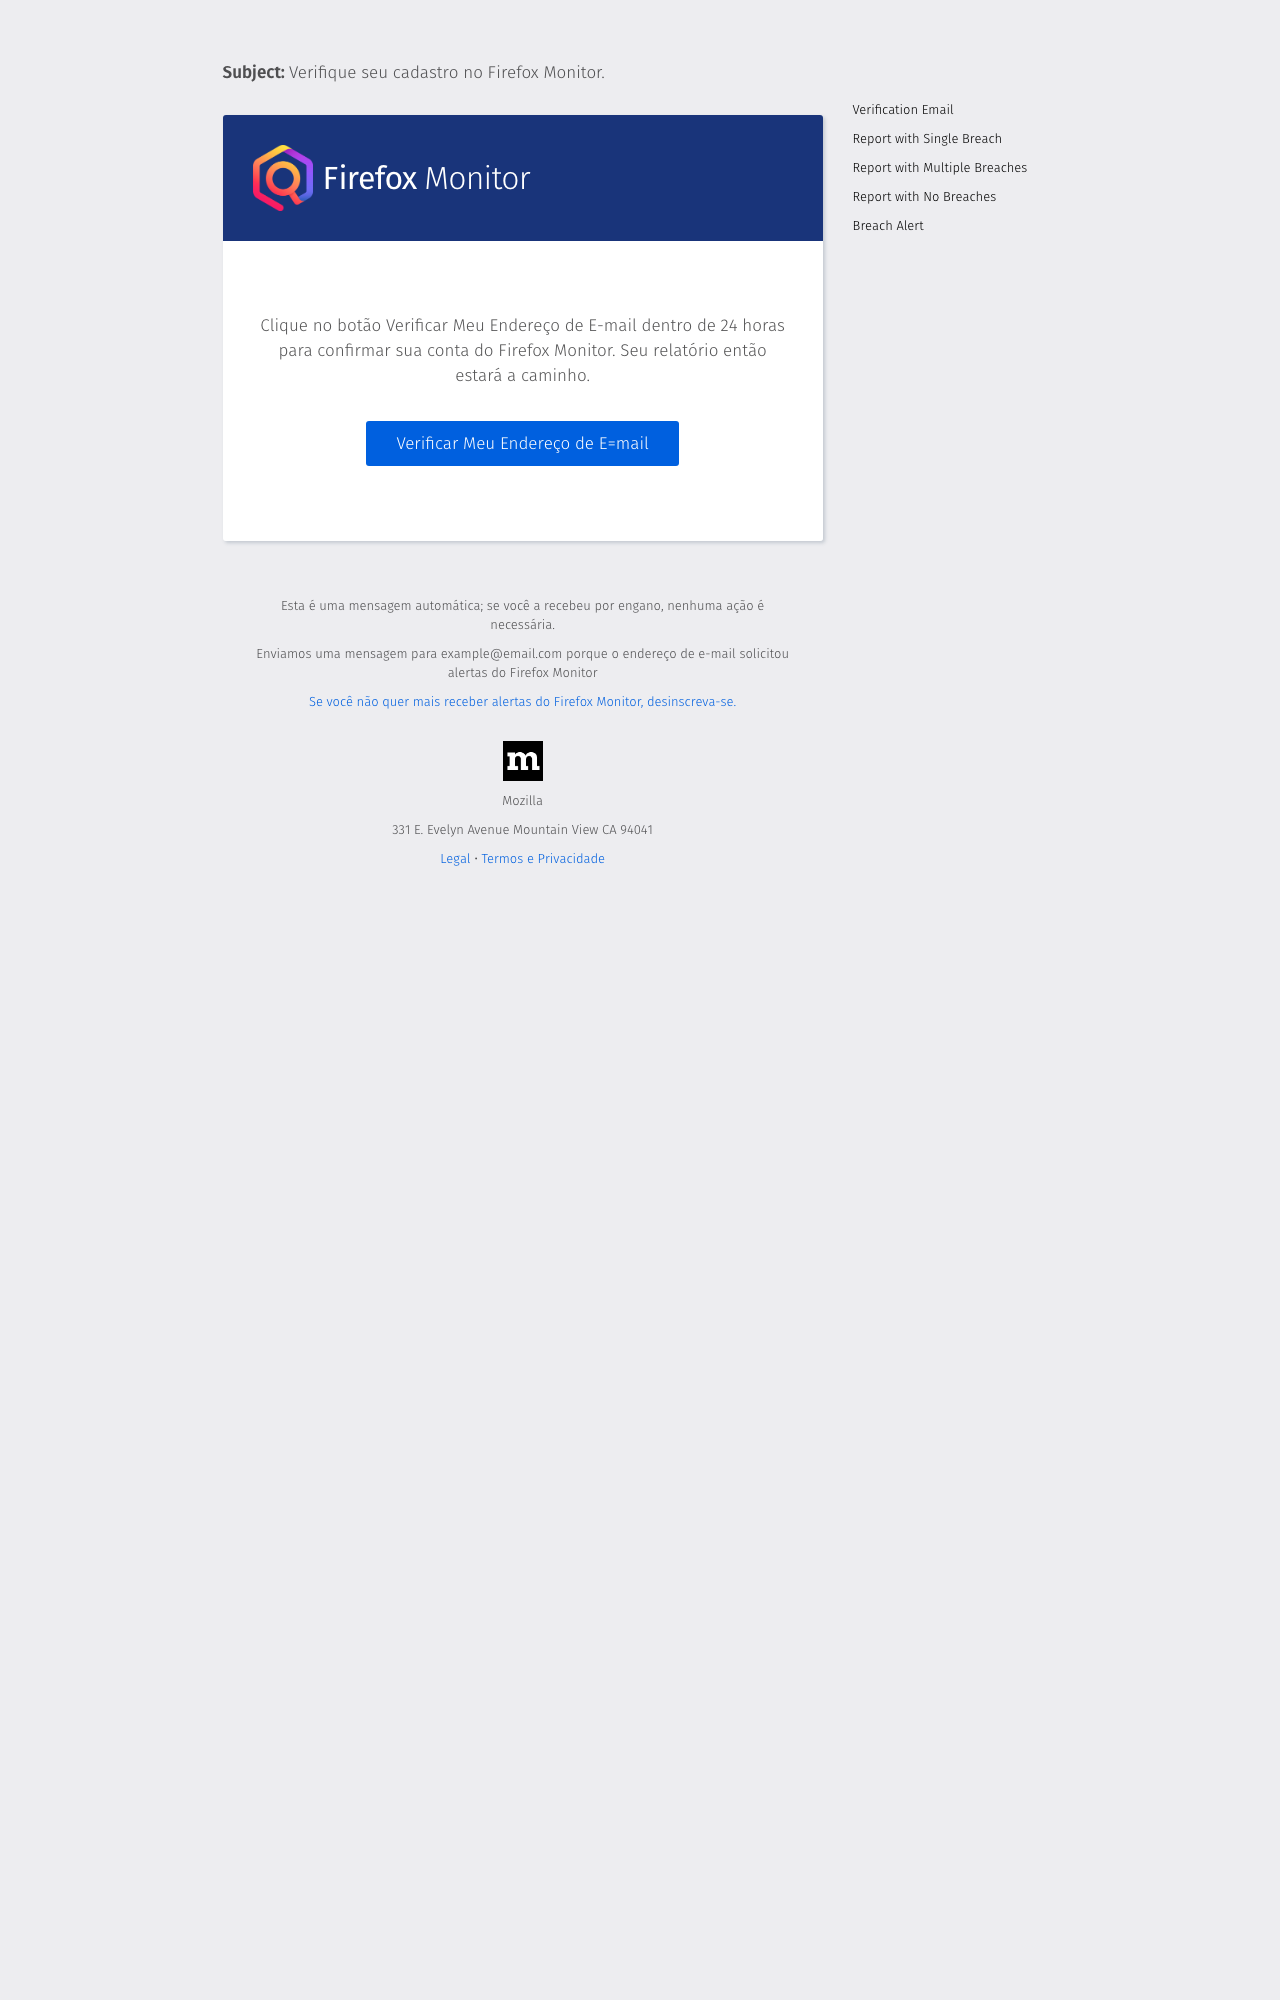 Subject: Verifique seu cadastro no Firefox Monitor.
Verification Email
Report with Single Breach
Report with Multiple Breaches
Report with No Breaches
Breach Alert
Firefox Monitor
Clique no botão Verificar Meu Endereço de E-mail dentro de 24 horas
para confirmar sua conta do Firefox Monitor. Seu relatório então
estará a caminho.
Verificar Meu Endereço de E=mail
Esta é uma mensagem automática; se você a recebeu por engano, nenhuma ação é
necessária.
Enviamos uma mensagem para example@email.com porque o endereço de e-mail solicitou
alertas do Firefox Monitor
Se você não quer mais receber alertas do Firefox Monitor, desinscreva-se.
m
Mozilla
331 E. Evelyn Avenue Mountain View CA 94041
Legal • Termos e Privacidade